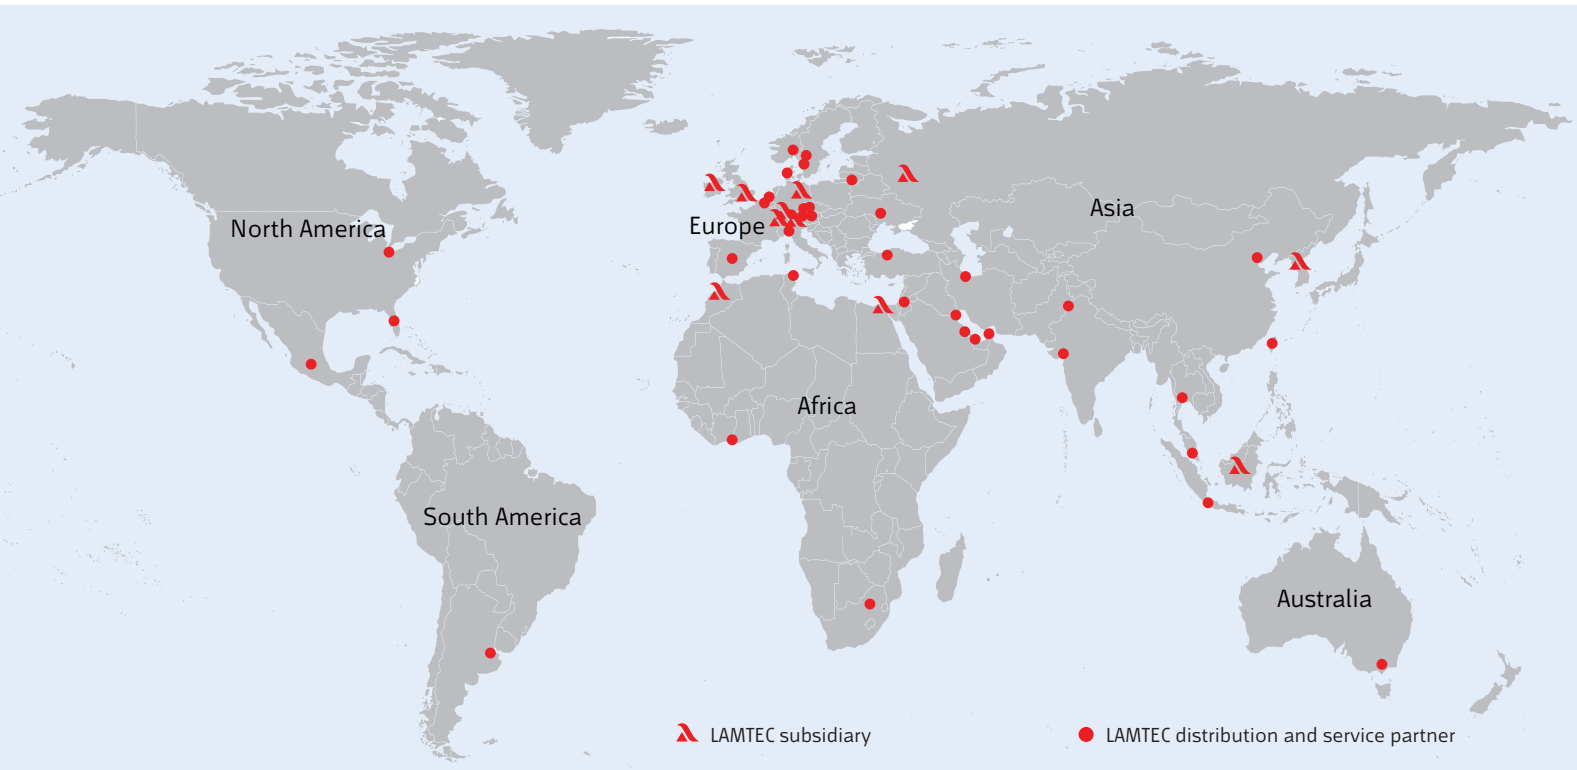 Asia
North America
Europe
Africa
South America
Australia
LAMTEC subsidiary
LAMTEC distribution and service partner